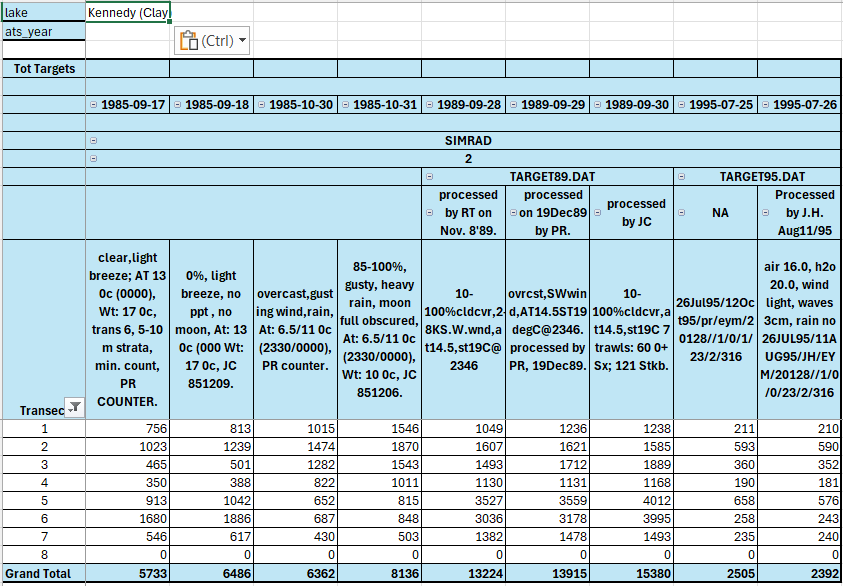 lake Kennedy (Clay
ats_year
(Ctrl)
Tot Targets
1985-09-17 1985-09-18 1985-10-30 1985-10-31 1989-09-28 1989-09-29 1989-09-30 1995-07-25 1995-07-26
SIMRAD
2
TARGET89.DAT TARGET95.DAT
processed
by RT on
Nov. 8'89.
processed
on 19Dec89
by PR.
processed
by JC
NA
Processed
by J.H.
Aug11/95
clear,light
breeze; AT 13
0c (0000),
Wt: 17 0c,
trans 6, 5-10
m strata,
min. count,
PR
COUNTER.
0%, light
breeze, no
ppt , no
moon, At: 13
0c (000 Wt:
17 0c, JC
851209.
overcast,gust
ing wind,rain,
At: 6.5/11 0c
(2330/0000),
PR counter.
85-100%,
gusty, heavy
rain, moon
full obscured,
At: 6.5/11 0c
(2330/0000),
Wt: 10 0c, JC
851206.
10-
100%cldcvr,2-
8KS.W.wnd,a
t14.5,st19C@
2346
ovrcst,SWwin
d,AT14.5ST19
degC@2346.
processed by
PR, 19Dec89.
10-
100%cldcvr,a
t14.5,st19C 7
trawls: 60 0+
Sx; 121 Stkb.
26Jul95/12Oc
t95/pr/eym/2
0128//1/0/1/
23/2/316
air 16.0, h2o
20.0, wind
light, waves
3cm, rain no
26JUL95/11A
UG95/JH/EY
M/20128//1/0
/0/23/2/316
Transec
1 756 813 1015 1546 1049 1236 1238 211 210
2 1023 1239 1474 1870 1607 1621 1585 593 590
3 465 501 1282 1543 1493 1712 1889 360 352
4 350 388 822 1011 1130 1131 1168 190 181
5 913 1042 652 815 3527 3559 4012 658 576
6 1680 1886 687 848 3036 3178 3995 258 243
7 546 617 430 503 1382 1478 1493 235 240
8 0 0 0 0 0 0 0 0 0
Grand Total 5733 6486 6362 8136 13224 13915 15380 2505 2392